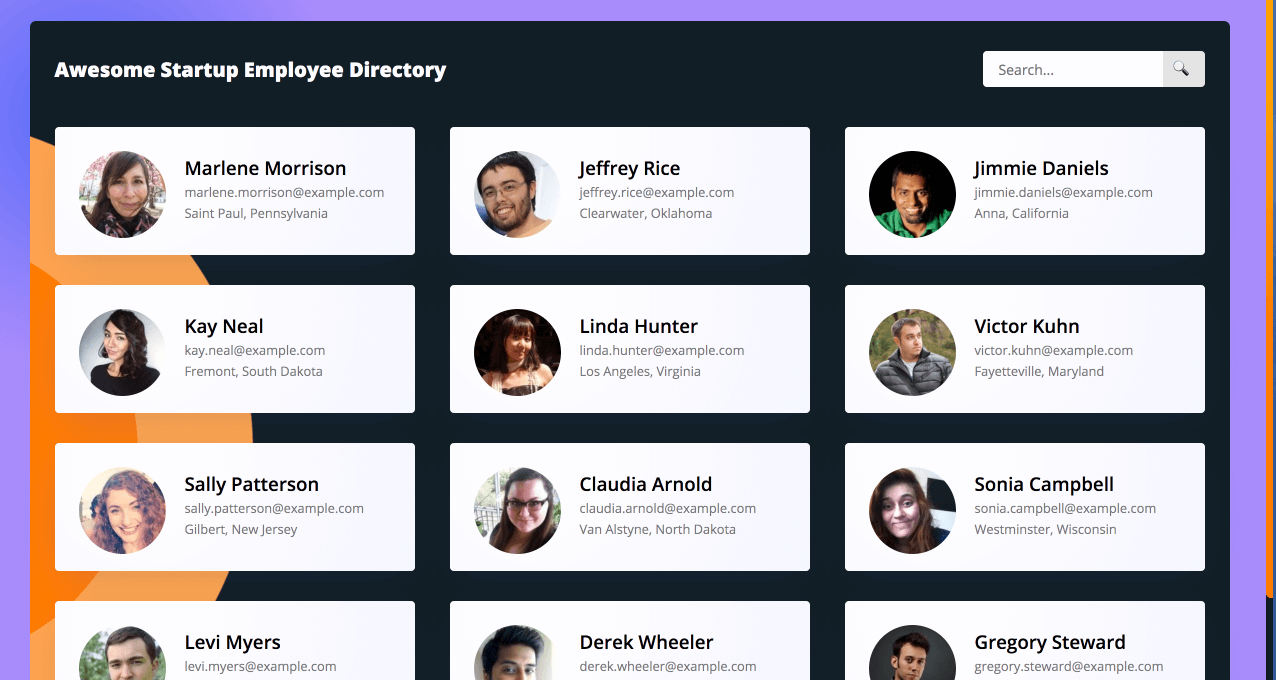 Awesome Startup Employee Directory
Search...
Marlene Morrison
marlene.morrison@example.com
Saint Paul, Pennsylvania
Jeffrey Rice
jeffrey.rice@example.com
Clearwater, Oklahoma
Jimmie Daniels
jimmie.daniels@example.com
Anna, California
Kay Neal
kay.neal@example.com
Fremont, South Dakota
Linda Hunter
linda.hunter@example.com
Los Angeles, Virginia
Victor Kuhn
victor.kuhn@example.com
Fayetteville, Maryland
Sally Patterson
sally.patterson@example.com
Gilbert, New Jersey
Claudia Arnold
claudia.arnold@example.com
Van Alstyne, North Dakota
Sonia Campbell
sonia.campbell@example.com
Westminster, Wisconsin
Levi Myers
levi.myers@example.com
Derek Wheeler
derek.wheeler@example.com
Gregory Steward
gregory.steward@example.com